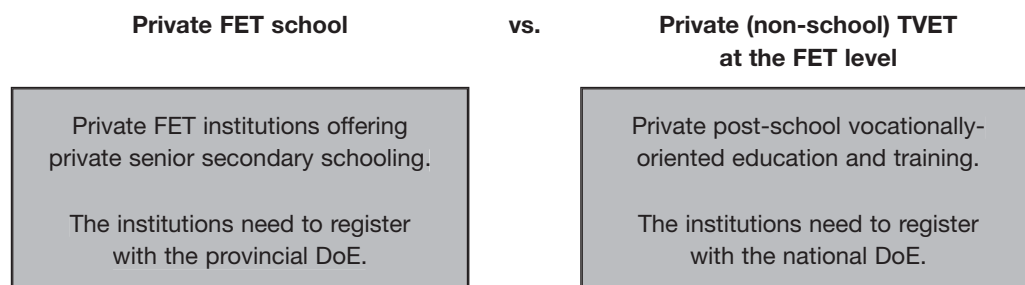 Private FET school vs. Private (non-school) TVET
at the FET level
Private FET institutions offering
private senior secondary schooling.
The institutions need to register
with the provincial DoE.
Private post-school vocationally-
oriented education and training.
The institutions need to register
with the national DoE.